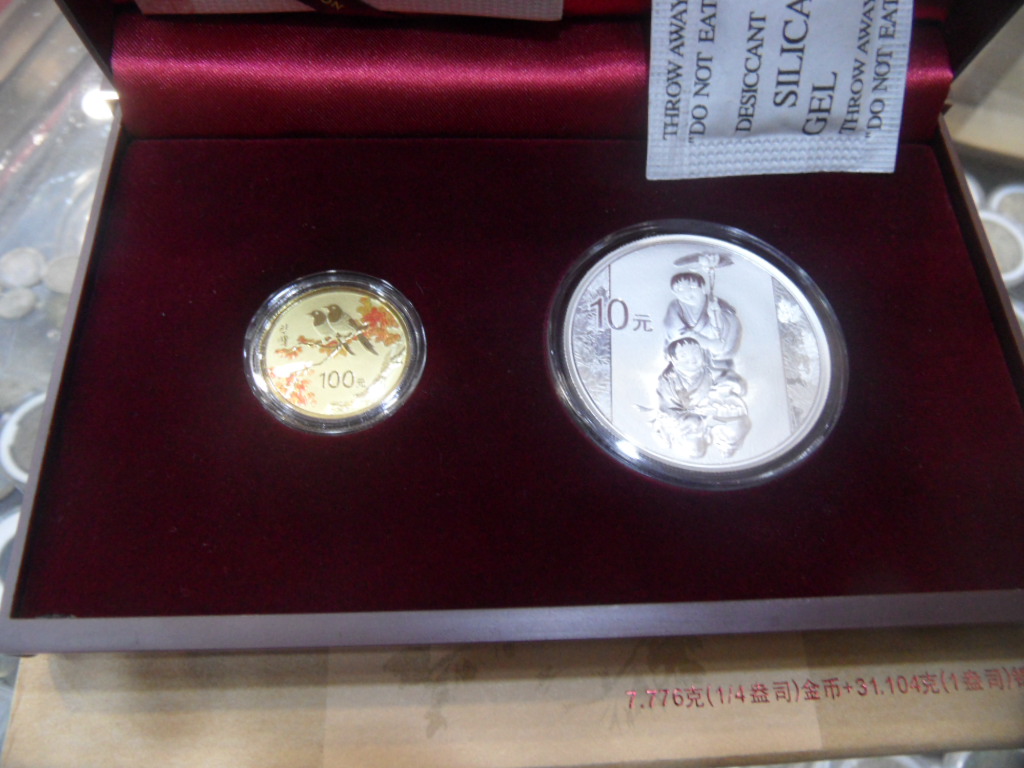 ON
THROW AWAY
"DO NOT EAT
DESICCANT
SILICA
GEL
THROW AWAY
"DO NOT EAT
10元
100元
7.776克(1/4盎司)金币+31.104克(1盎司)银